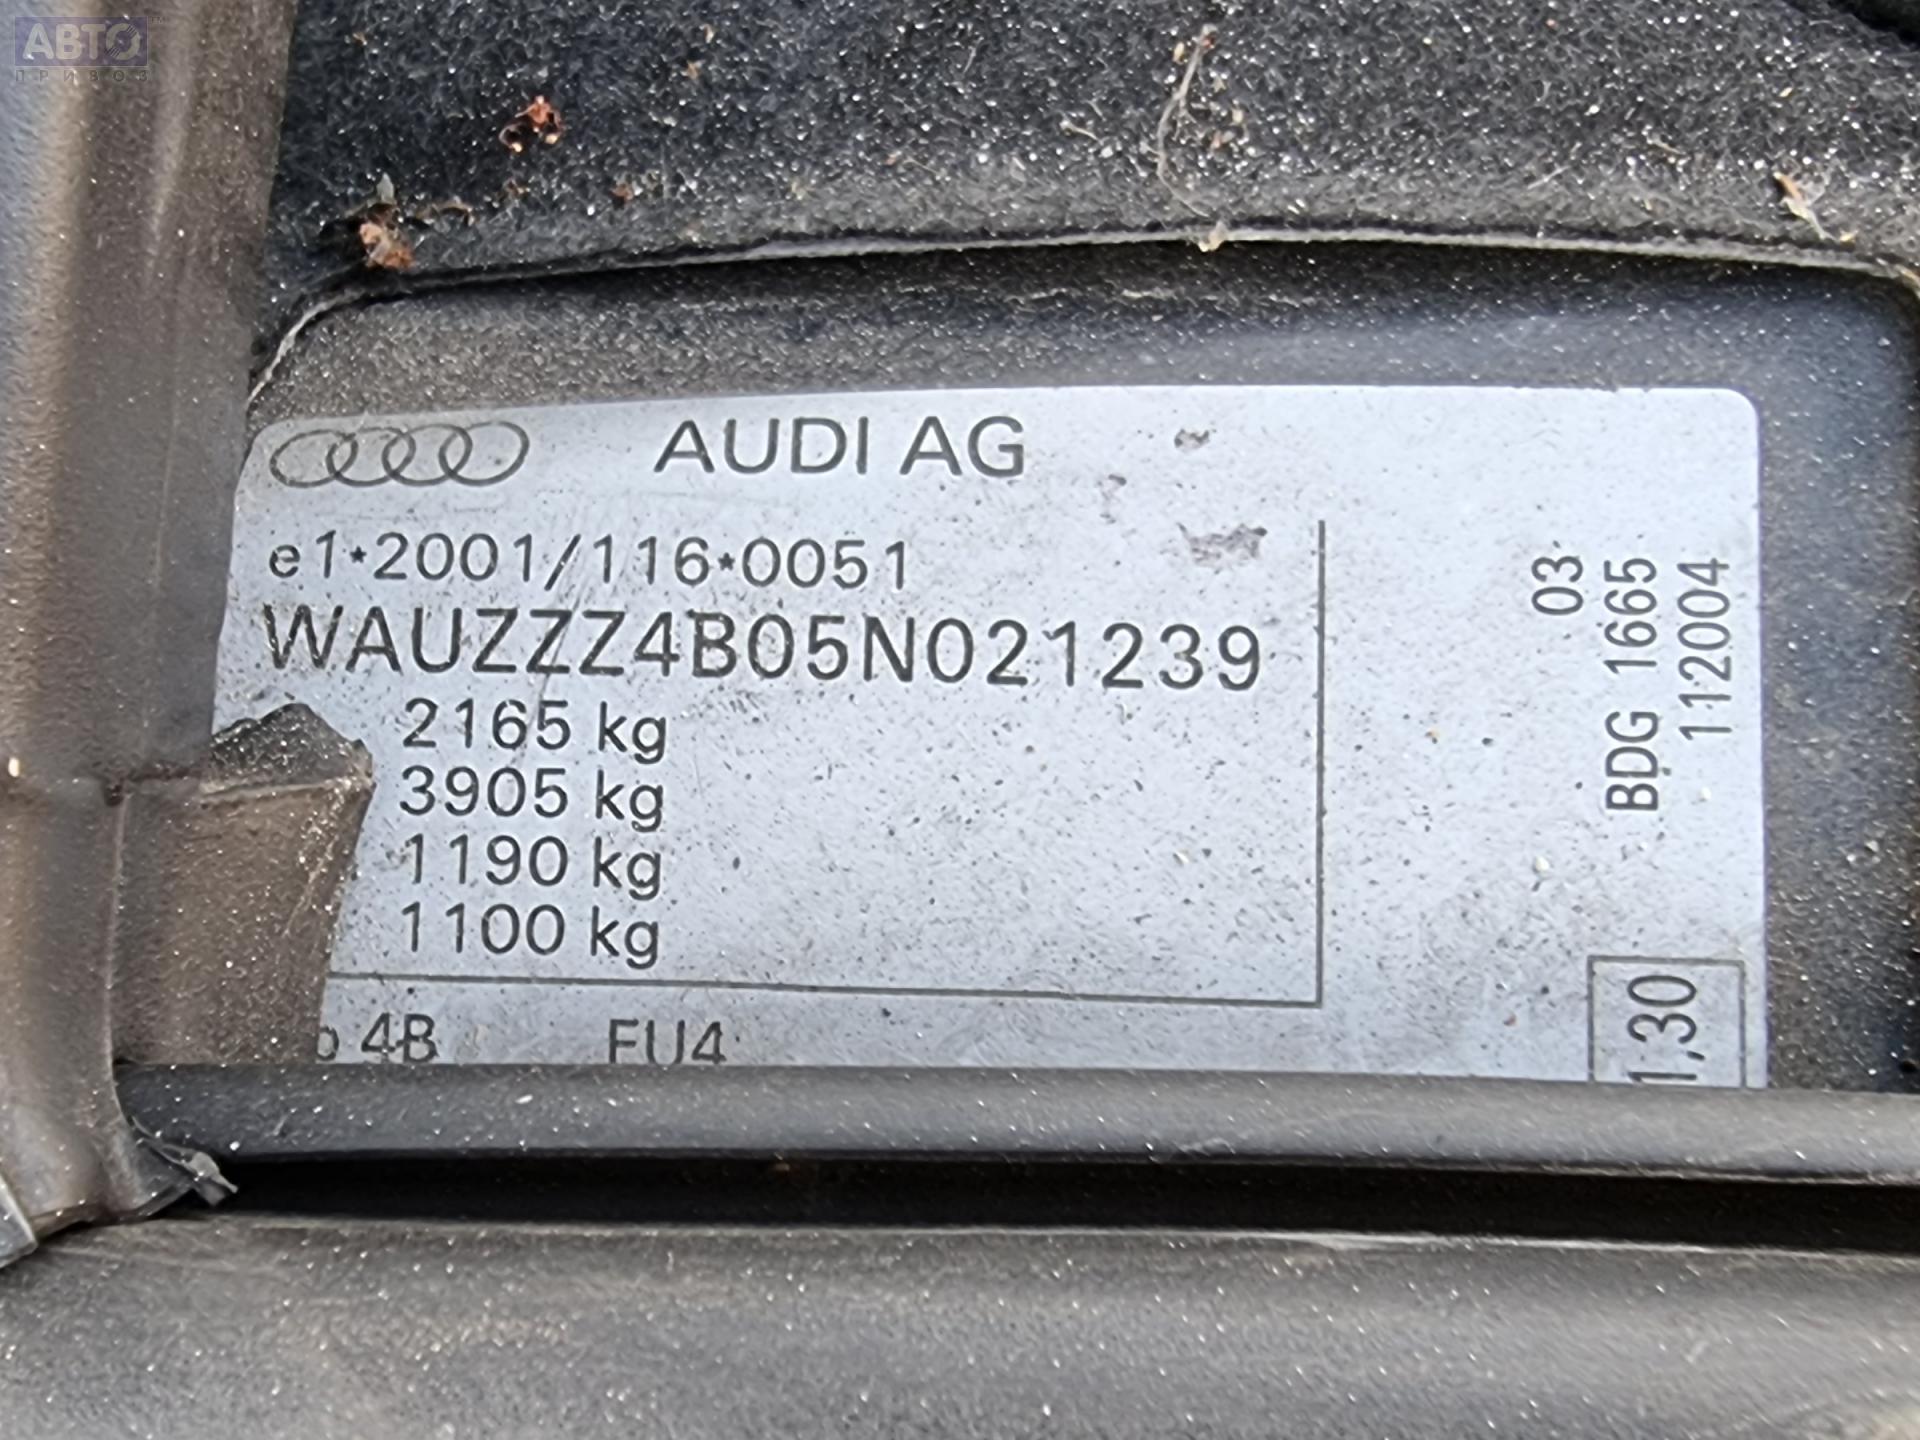 АВТО
ПРИВОЗ
AUDI AG
e1*2001/116*0051
WAUZZZ4B05N021239
2165 kg
3905 kg
1190 kg
1100 kg
4B FU4
03
BDG 1665
112004
1,30